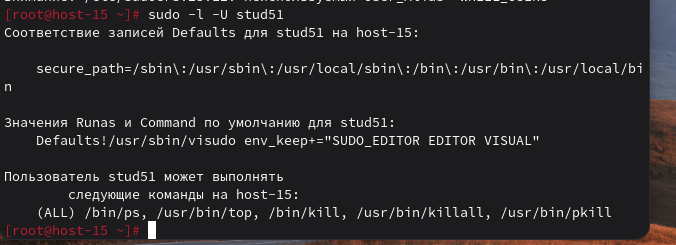 [root@host-15 ~]# sudo -l -U stud51
Соответствие записей Defaults для stud51 на host-15:
secure_path=/sbin\:/usr/sbin\:/usr/local/sbin\:/bin\:/usr/bin\:/usr/local/bi
n
Значения Runas и Command по умолчанию для stud51:
Defaults!/usr/sbin/visudo env_keep+="SUDO_EDITOR EDITOR VISUAL"
Пользователь stud51 может выполнять
следующие команды на host-15:
(ALL) /bin/ps, /usr/bin/top, /bin/kill, /usr/bin/killall, /usr/bin/pkill
[root@host-15 ~]#